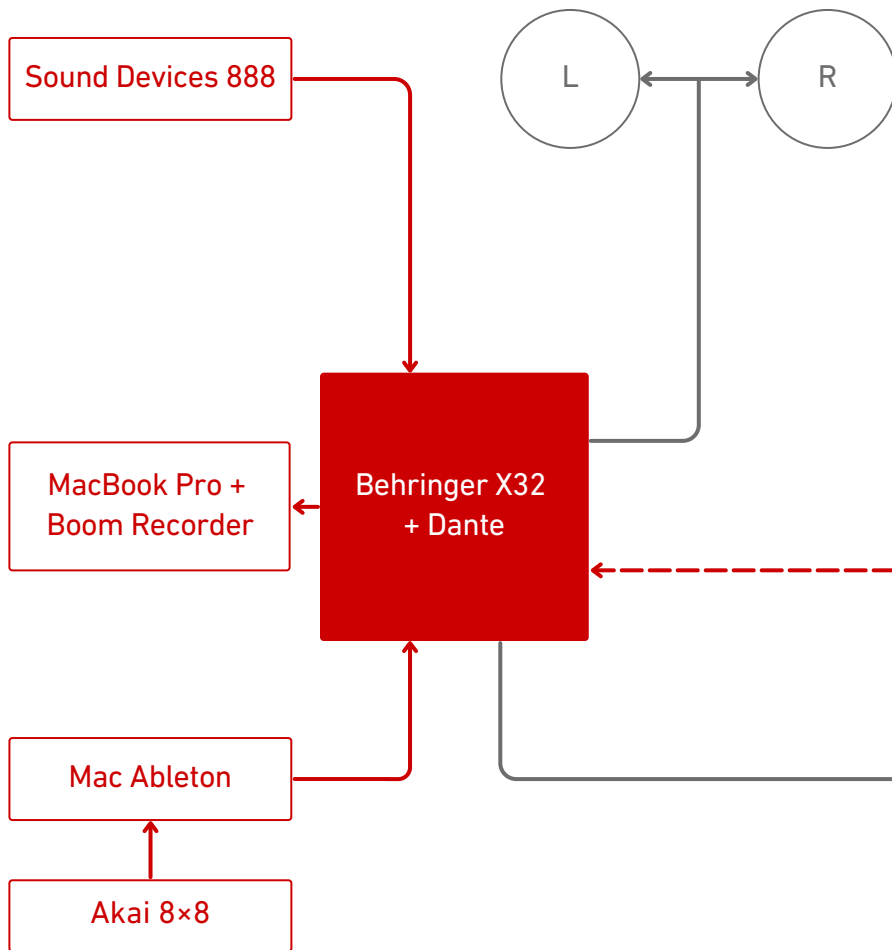 Sound Devices 888
L
R
MacBook Pro +
Boom Recorder
Behringer X32
+ Dante
Mac Ableton
Akai 8×8